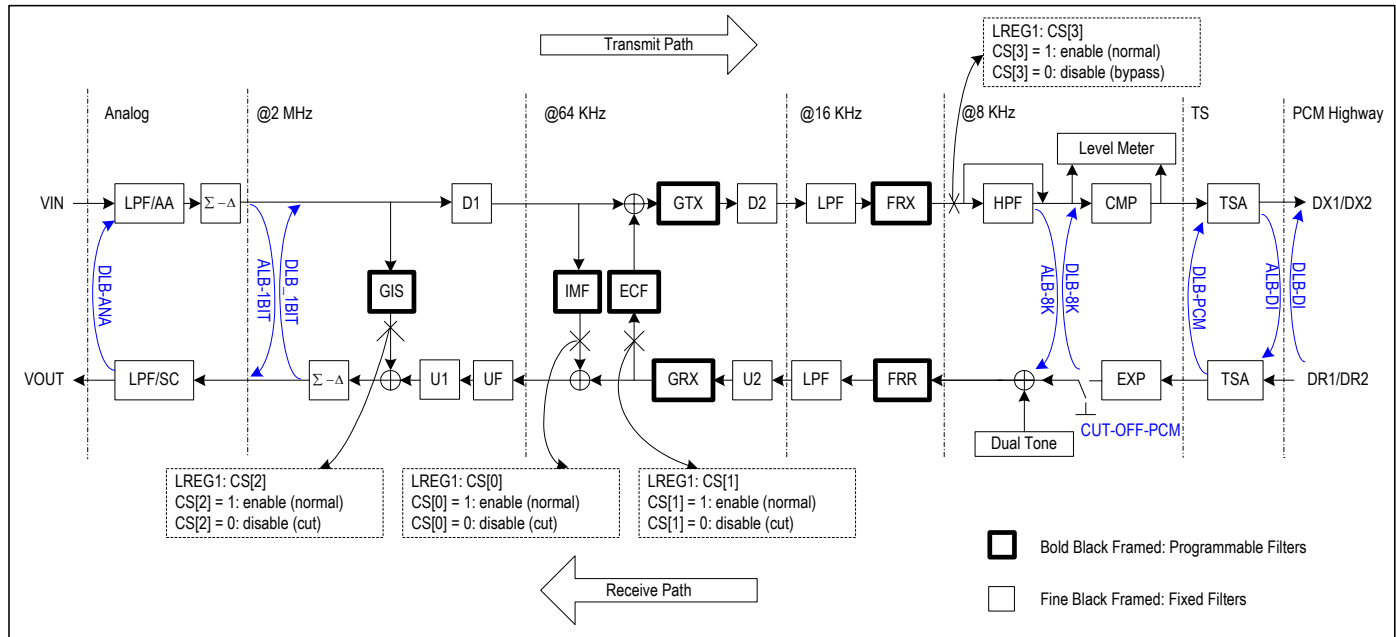 Transmit Path
LREG1: CS[3]
CS[3] = 1: enable (normal)
CS[3] = 0: disable (bypass)
Analog
@2 MHz
@64 KHz
@16 KHz
@8 KHz
TS
PCM Highway
Level Meter
VIN
LPF/AA
Σ-Δ
D1
GTX
D2
LPF
FRX
HPF
CMP
TSA
DX1/DX2
DLB-ANA
ALB-1BIT
DLB_1BIT
GIS
IMF
ECF
ALB-8K
DLB-8K
DLB-PCM
ALB-DI
DLB-DI
VOUT
LPF/SC
Σ-Δ
U1
UF
GRX
U2
LPF
FRR
EXP
TSA
DR1/DR2
CUT-OFF-PCM
Dual Tone
LREG1: CS[2]
CS[2] = 1: enable (normal)
CS[2] = 0: disable (cut)
LREG1: CS[0]
CS[0] = 1: enable (normal)
CS[0] = 0: disable (cut)
LREG1: CS[1]
CS[1] = 1: enable (normal)
CS[1] = 0: disable (cut)
Bold Black Framed: Programmable Filters
Receive Path
Fine Black Framed: Fixed Filters